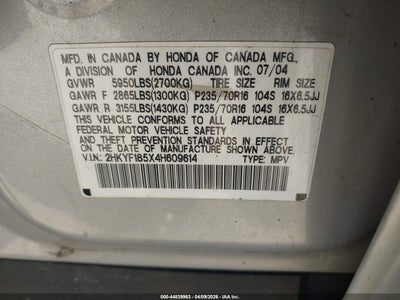 MFD. IN CANADA BY HONDA OF CANADA MFG.,
A DIVISION OF HONDA CANADA INC. 07/04
GVWR 5950LBS(2700KG) TIRE SIZE RIM SIZE
GAWR F 2865LBS(1300KG) P235/70R16 104S 16X6.5JJ
GAWR R 3155LBS(1430KG) P235/70R16 104S 16X6.5JJ
THIS VEHICLE CONFORMS TO ALL APPLICABLE
FEDERAL MOTOR VEHICLE SAFETY, BUMPER,
AND THEFT PREVENTION STANDARDS IN EFFECT
ON THE DATE OF MANUFACTURE SHOWN ABOVE.
V.I.N.: 2HKYF185X4H609614 TYPE: MPV
IAA 000-44839963 04/09/2026 - IAAI.COM